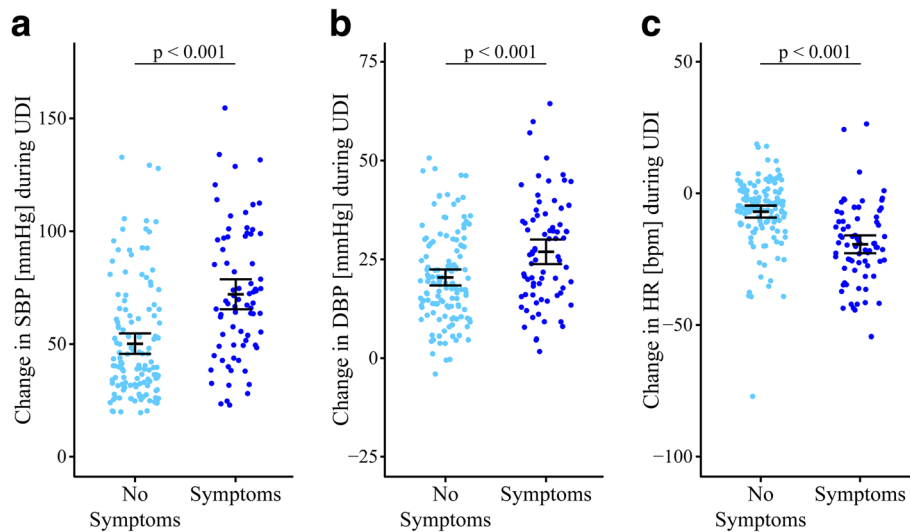 a
p < 0.001
Change in SBP [mmHg] during UDI
150
100
50
0
No
Symptoms
Symptoms
b
p < 0.001
Change in DBP [mmHg] during UDI
75
50
25
0
−25
No
Symptoms
Symptoms
c
p < 0.001
Change in HR [bpm] during UDI
50
0
−50
−100
No
Symptoms
Symptoms